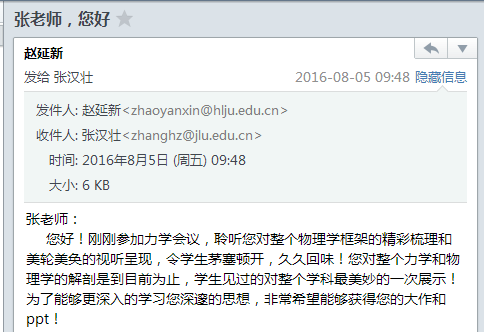 张老师，您好
赵延新
发给 张汉壮 2016-08-05 09:48 隐藏信息
发件人: 赵延新<zhaoyanxin@hlju.edu.cn>
收件人: 张汉壮<zhanghz@jlu.edu.cn>
时间: 2016年8月5日 (周五) 09:48
大小: 6 KB
张老师：
您好！刚刚参加力学会议，聆听您对整个物理学框架的精彩梳理和
美轮美奂的视听呈现，令学生茅塞顿开，久久回味！您对整个力学和物
理学的解剖是到目前为止，学生见过的对整个学科最美妙的一次展示！
为了能够更深入的学习您深邃的思想，非常希望能够获得您的大作和
ppt！